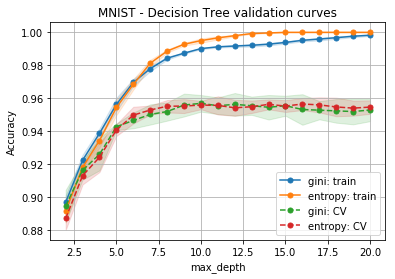 MNIST - Decision Tree validation curves
1.00
0.98
0.96
0.94
0.92
0.90
0.88
Accuracy
gini: train
entropy: train
gini: CV
entropy: CV
2.5 5.0 7.5 10.0 12.5 15.0 17.5 20.0
max_depth